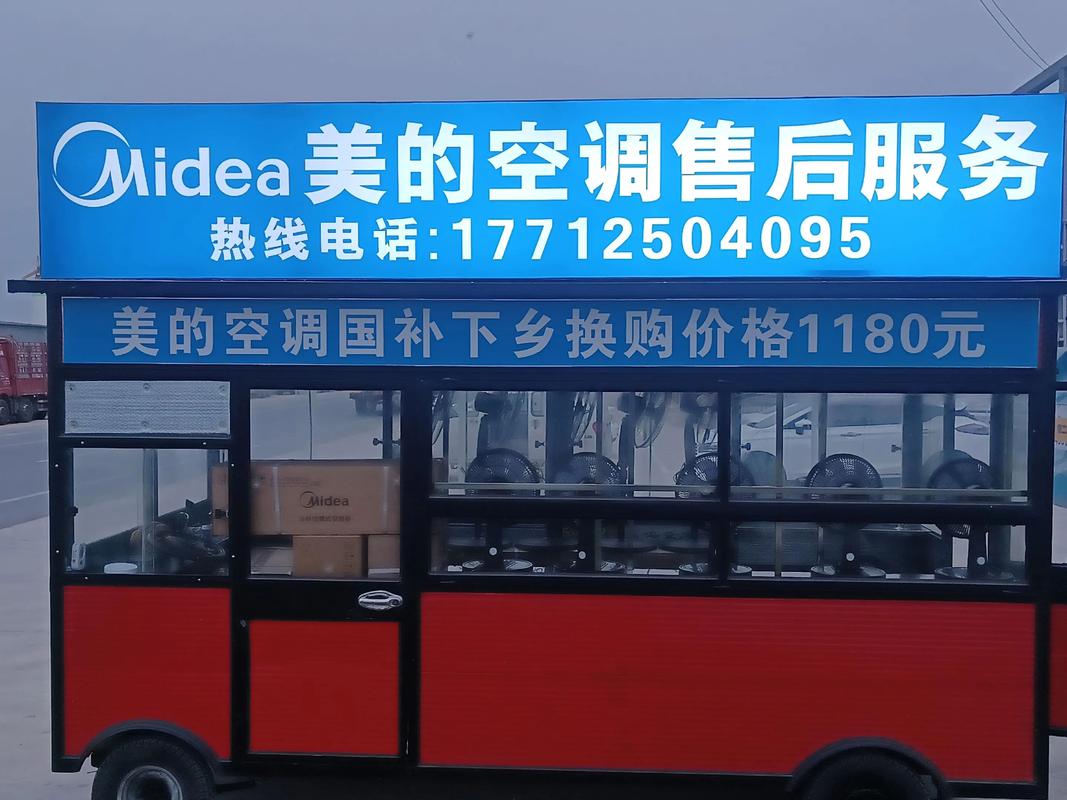 Midea 美的空调售后服务
热线电话:17712504095
美的空调国补下乡换购价格1180元
Midea